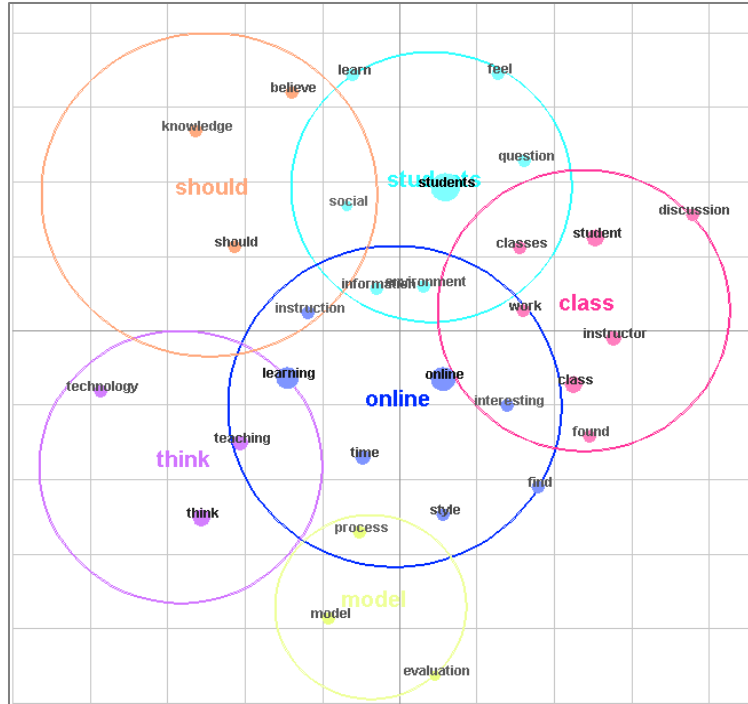 learn
feel
believe
knowledge
question
should
students
students
social
discussion
student
should
classes
information
environment
instruction
work
class
instructor
learning
online
class
technology
online
interesting
teaching
found
time
think
find
think
style
process
model
model
evaluation